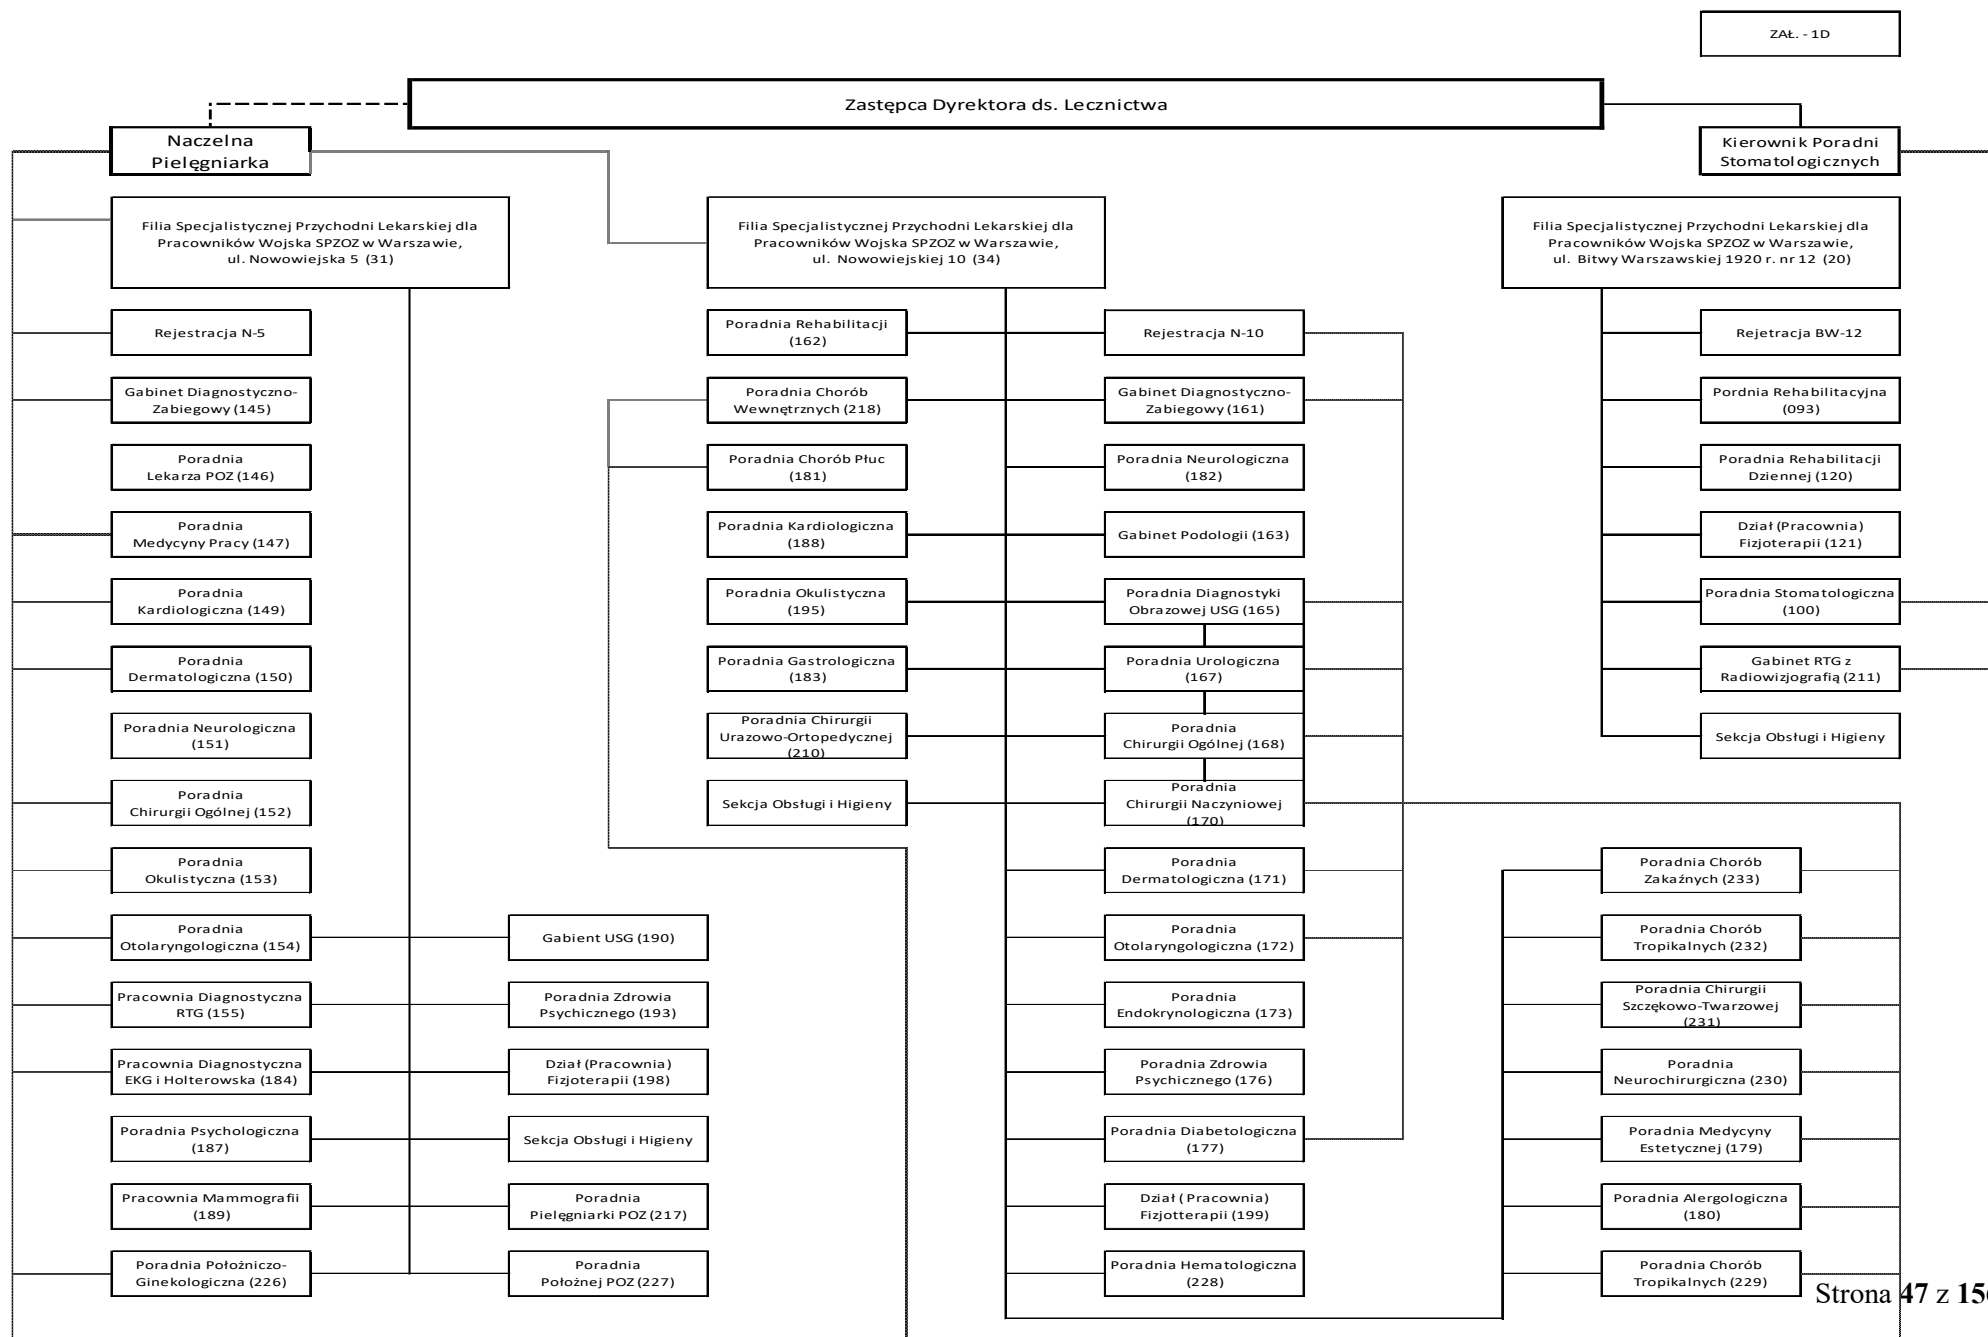 ZAŁ. - 1D
Zastępca Dyrektora ds. Lecznictwa
Naczelna
Pielęgniarka
Kierownik Poradni
Stomatologicznych
Filia Specjalistycznej Przychodni Lekarskiej dla
Pracowników Wojska SPZOZ w Warszawie,
ul. Nowowiejska 5 (31)
Filia Specjalistycznej Przychodni Lekarskiej dla
Pracowników Wojska SPZOZ w Warszawie,
ul. Nowowiejskiej 10 (34)
Filia Specjalistycznej Przychodni Lekarskiej dla
Pracowników Wojska SPZOZ w Warszawie,
ul. Bitwy Warszawskiej 1920 r. nr 12 (20)
Rejestracja N-5
Gabinet Diagnostyczno-
Zabiegowy (145)
Poradnia
Lekarza POZ (146)
Poradnia
Medycyny Pracy (147)
Poradnia
Kardiologiczna (149)
Poradnia
Dermatologiczna (150)
Poradnia Neurologiczna
(151)
Poradnia
Chirurgii Ogólnej (152)
Poradnia
Okulistyczna (153)
Poradnia
Otolaryngologiczna (154)
Pracownia Diagnostyczna
RTG (155)
Pracownia Diagnostyczna
EKG i Holterowska (184)
Poradnia Psychologiczna
(187)
Pracownia Mammografii
(189)
Poradnia Położniczo-
Ginekologiczna (226)
Gabient USG (190)
Poradnia Zdrowia
Psychicznego (193)
Dział (Pracownia)
Fizjoterapii (198)
Sekcja Obsługi i Higieny
Poradnia
Pielęgniarki POZ (217)
Poradnia
Położnej POZ (227)
Poradnia Rehabilitacji
(162)
Poradnia Chorób
Wewnętrznych (218)
Poradnia Chorób Płuc
(181)
Poradnia Kardiologiczna
(188)
Poradnia Okulistyczna
(195)
Poradnia Gastrologiczna
(183)
Poradnia Chirurgii
Urazowo-Ortopedycznej
(210)
Sekcja Obsługi i Higieny
Rejestracja N-10
Gabinet Diagnostyczno-
Zabiegowy (161)
Poradnia Neurologiczna
(182)
Gabinet Podologii (163)
Poradnia Diagnostyki
Obrazowej USG (165)
Poradnia Urologiczna
(167)
Poradnia
Chirurgii Ogólnej (168)
Poradnia
Chirurgii Naczyniowej
(170)
Poradnia
Dermatologiczna (171)
Poradnia
Otolaryngologiczna (172)
Poradnia
Endokrynologiczna (173)
Poradnia Zdrowia
Psychicznego (176)
Poradnia Diabetologiczna
(177)
Dział (Pracownia)
Fizjotterapii (199)
Poradnia Hematologiczna
(228)
Rejetracja BW-12
Pordnia Rehabilitacyjna
(093)
Poradnia Rehabilitacji
Dziennej (120)
Dział (Pracownia)
Fizjoterapii (121)
Poradnia Stomatologiczna
(100)
Gabinet RTG z
Radiowizjografią (211)
Sekcja Obsługi i Higieny
Poradnia Chorób
Zakaźnych (233)
Poradnia Chorób
Tropikalnych (232)
Poradnia Chirurgii
Szczękowo-Twarzowej
(231)
Poradnia
Neurochirurgiczna (230)
Poradnia Medycyny
Estetycznej (179)
Poradnia Alergologiczna
(180)
Poradnia Chorób
Tropikalnych (229)
Strona 47 z